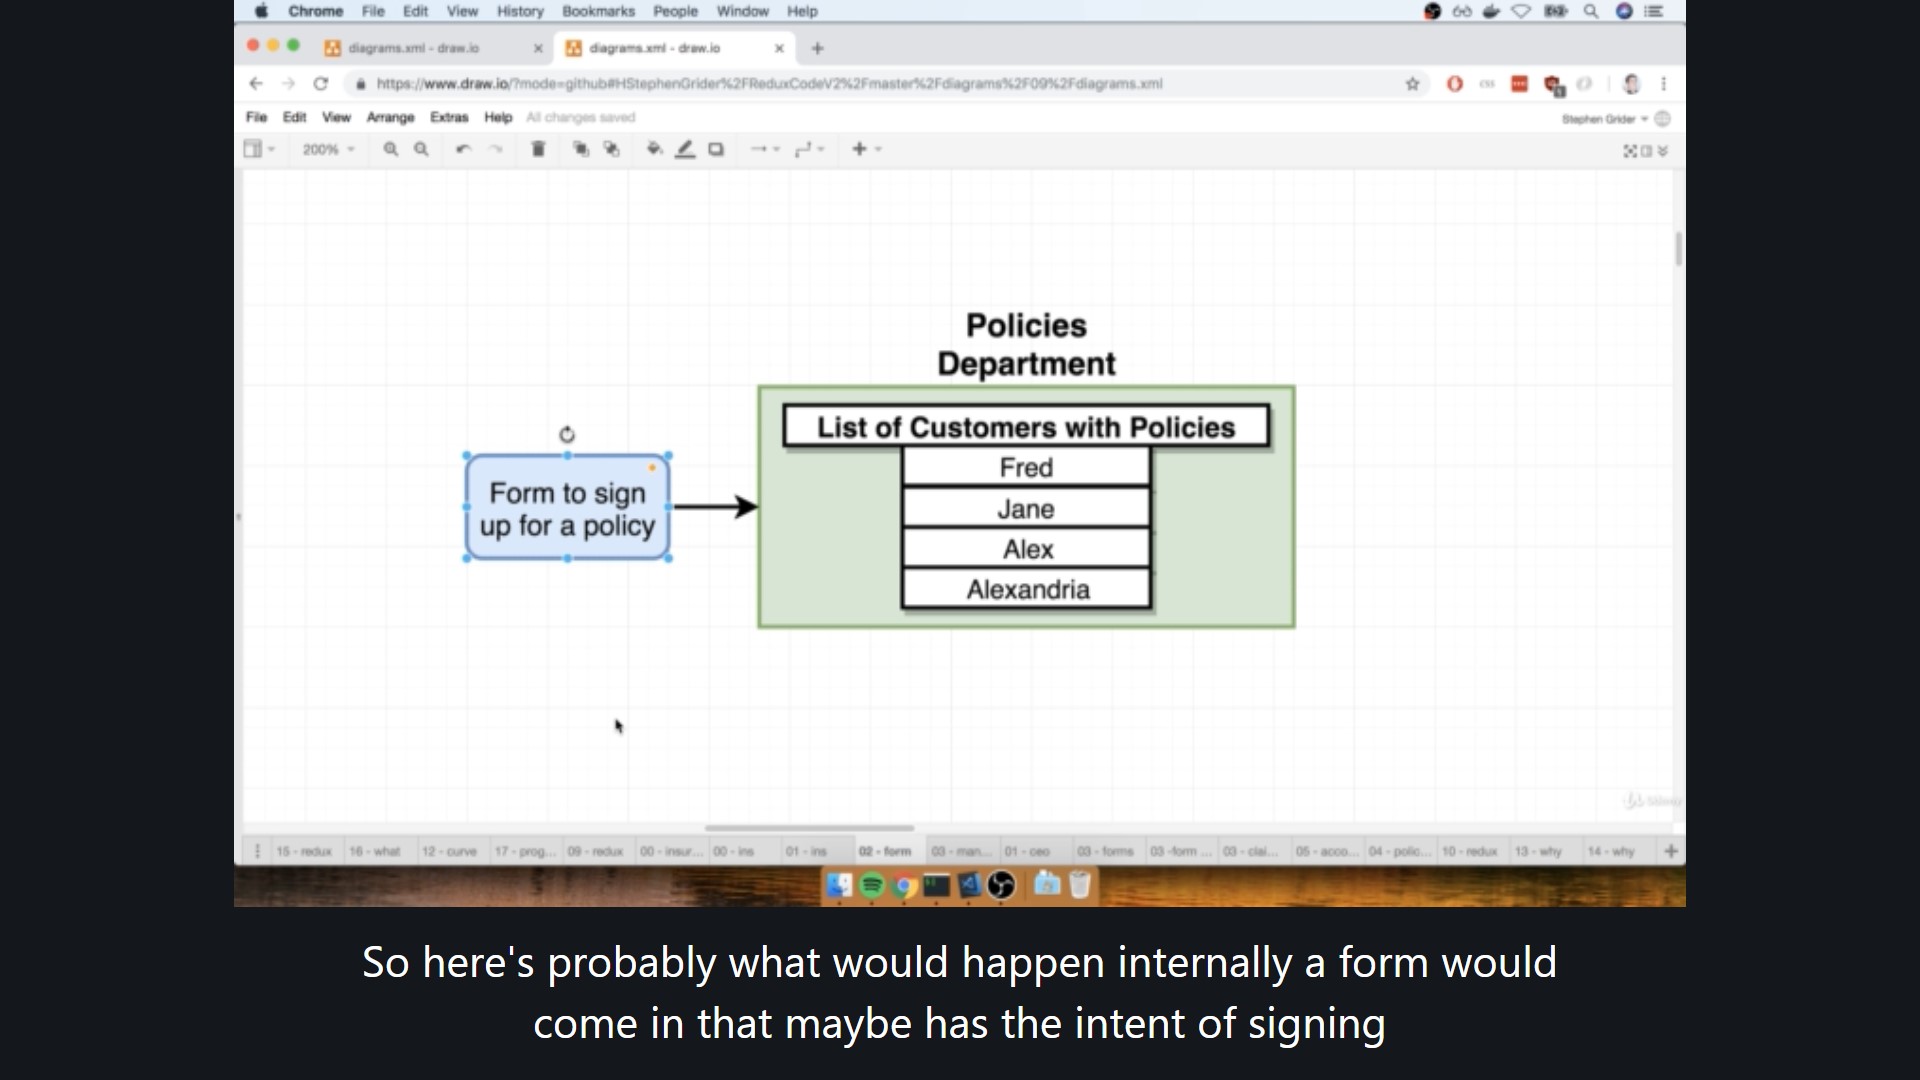 Chrome File Edit View History Bookmarks People Window Help
diagrams.xml - draw.io
diagrams.xml - draw.io
https://www.draw.io/?mode=github#HStephenGrider%2FReduxCodeV2%2Fmaster%2Fdiagrams%2F09%2Fdiagrams.xml
File Edit View Arrange Extras Help All changes saved
Stephen Grider
200%
Policies
Department
List of Customers with Policies
Fred
Jane
Alex
Alexandria
Form to sign
up for a policy
15 - redux 16 - what 12 - curve 17 - prog... 09 - redux 00 - insur... 00 - ins 01 - ins 02 - form 03 - man... 01 - ceo 03 - forms 03 -form ... 03 - clai... 05 - acco... 04 - polic... 10 - redux 13 - why 14 - why
So here's probably what would happen internally a form would
come in that maybe has the intent of signing